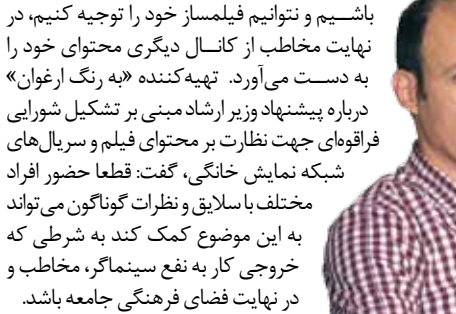 باشیم و نتوانیم فیلمساز خود را توجیه کنیم، در
نهایت مخاطب از کانال دیگری محتوای خود را
به دست می‌آورد. تهیه‌کننده «به رنگ ارغوان»
درباره پیشنهاد وزیر ارشاد مبنی بر تشکیل شورایی
فراقوه‌ای جهت نظارت بر محتوای فیلم و سریال‌های
شبکه نمایش خانگی، گفت: قطعا حضور افراد
مختلف با سلایق و نظرات گوناگون می‌تواند
به این موضوع کمک کند به شرطی که
خروجی کار به نفع سینماگر، مخاطب و
در نهایت فضای فرهنگی جامعه باشد.